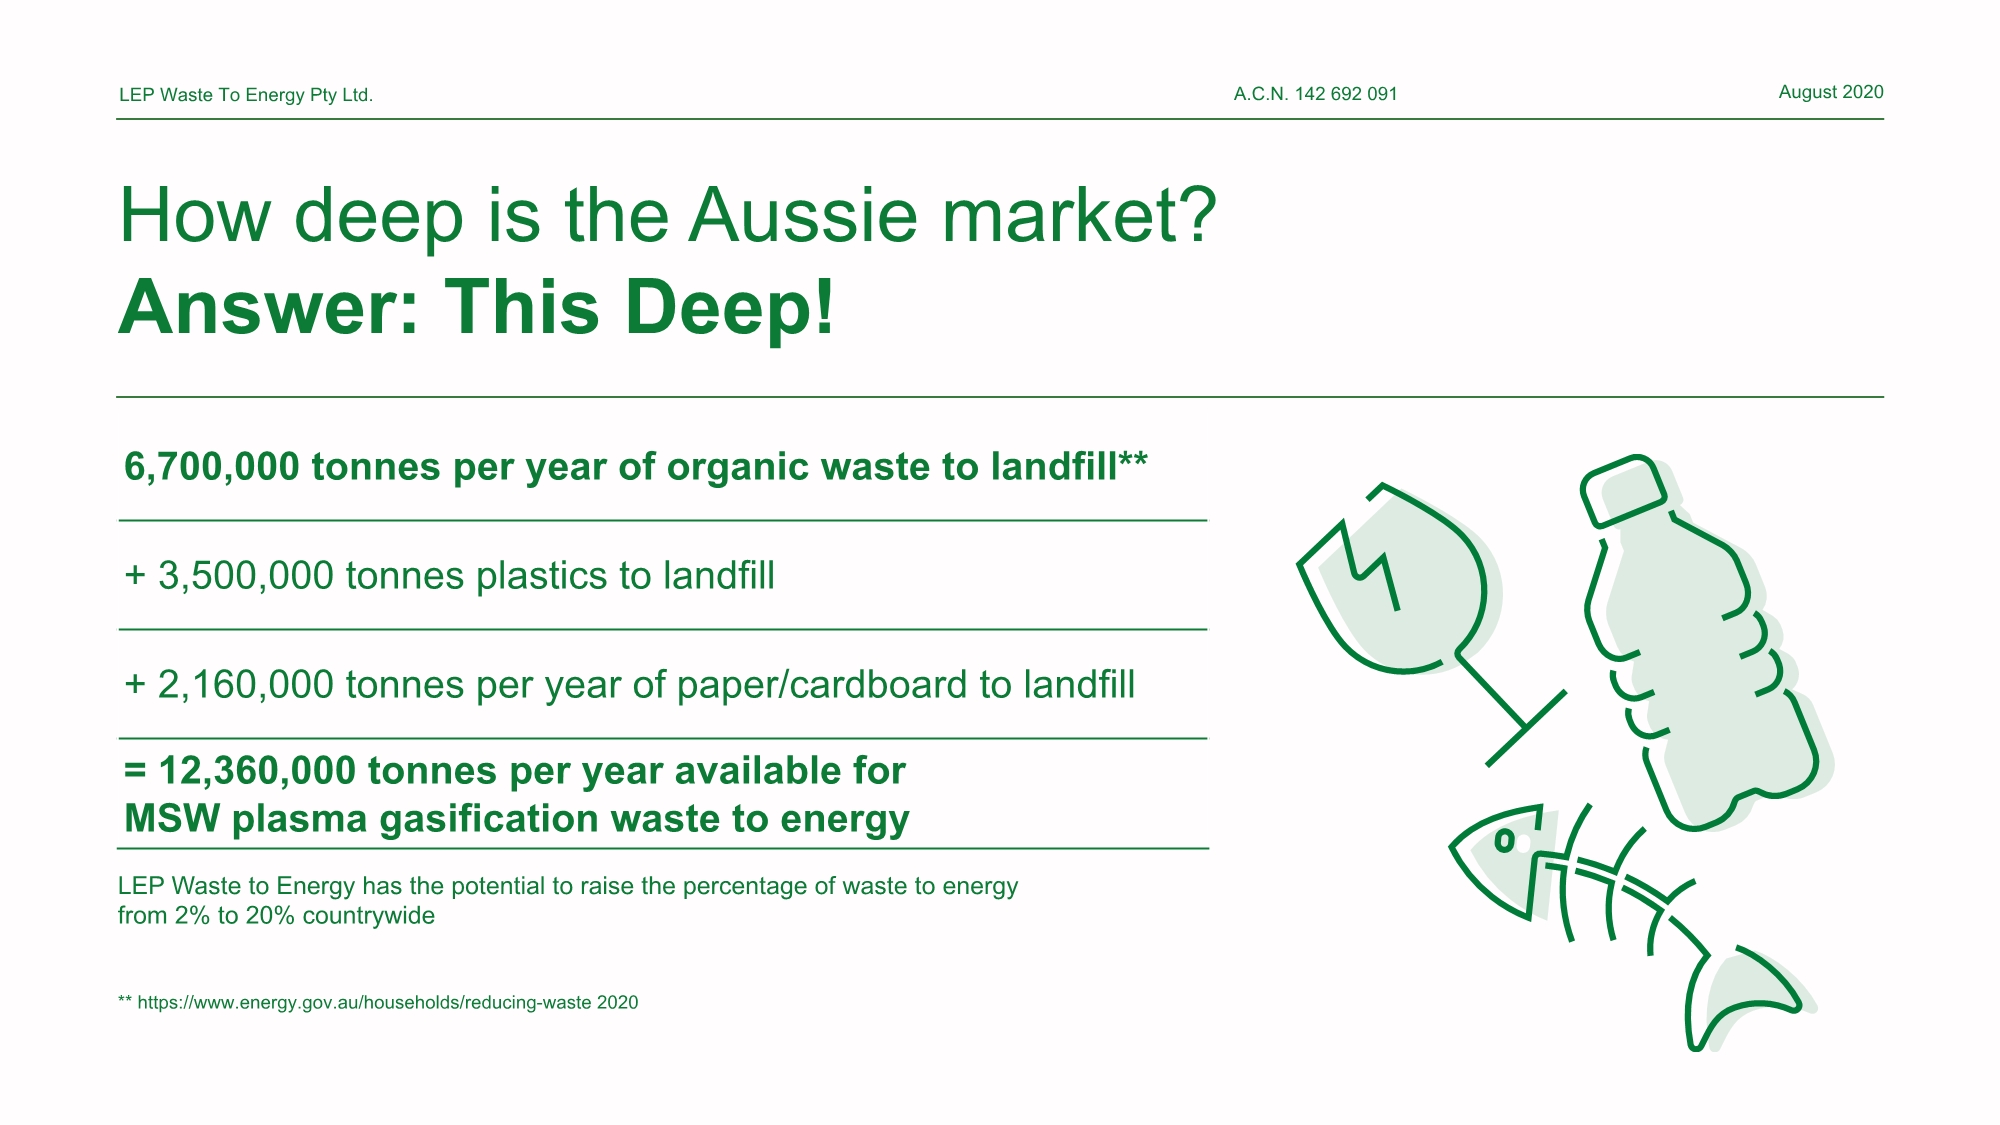 LEP Waste To Energy Pty Ltd.
A.C.N. 142 692 091
August 2020
How deep is the Aussie market?
Answer: This Deep!
6,700,000 tonnes per year of organic waste to landfill**
+ 3,500,000 tonnes plastics to landfill
+ 2,160,000 tonnes per year of paper/cardboard to landfill
= 12,360,000 tonnes per year available for
MSW plasma gasification waste to energy
LEP Waste to Energy has the potential to raise the percentage of waste to energy
from 2% to 20% countrywide
** https://www.energy.gov.au/households/reducing-waste 2020